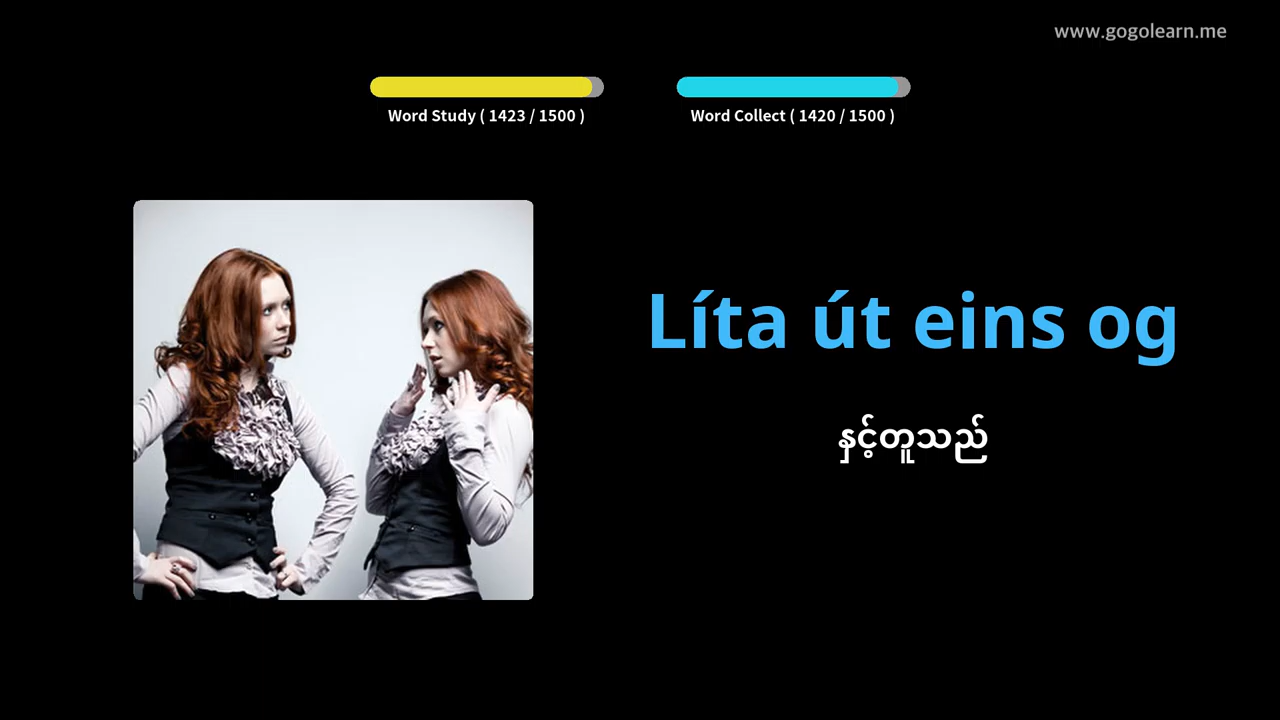 www.gogolearn.me
Word Study ( 1423 / 1500 )
Word Collect ( 1420 / 1500 )
Líta út eins og
နှင့်တူသည်